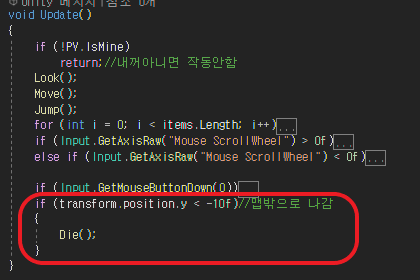 Unity 메시지|참조 0개
void Update()
{
if (!PV.IsMine)
return;//내꺼아니면 작동안함
Look();
Move();
Jump();
for (int i = 0; i < items.Length; i++)...
if (Input.GetAxisRaw("Mouse ScrollWheel") > 0f)...
else if (Input.GetAxisRaw("Mouse ScrollWheel") < 0f)...
if (Input.GetMouseButtonDown(0))...
if (transform.position.y < -10f)//맵밖으로 나감
{
Die();
}
}